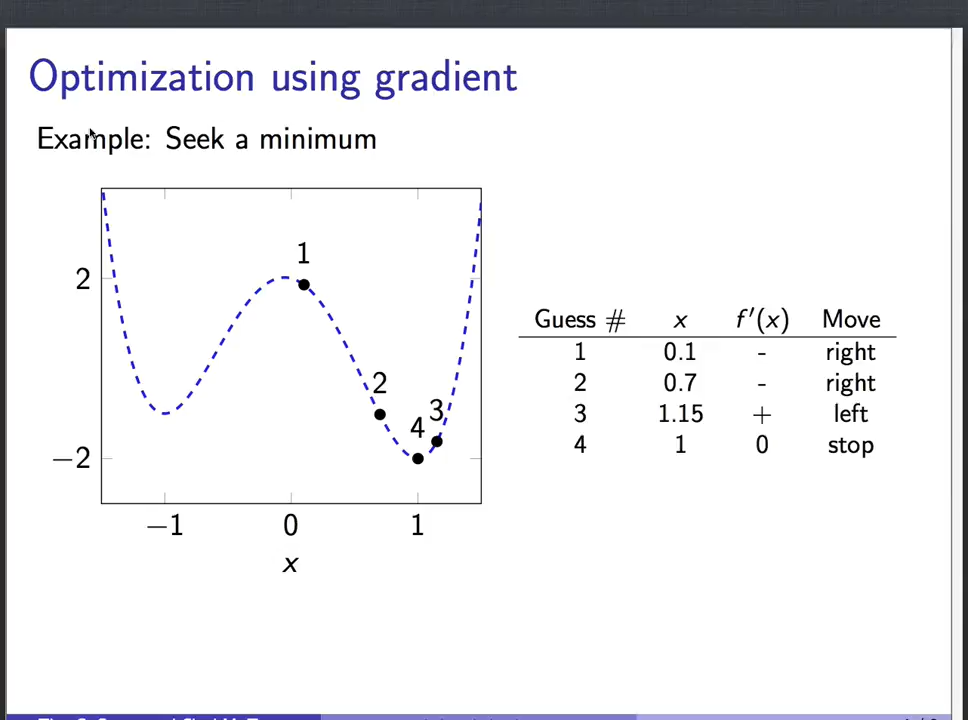 Optimization using gradient
Example: Seek a minimum
1
2
2
3
4
−2
−1 0 1
x
Guess # x f′(x) Move
1 0.1 - right
2 0.7 - right
3 1.15 + left
4 1 0 stop